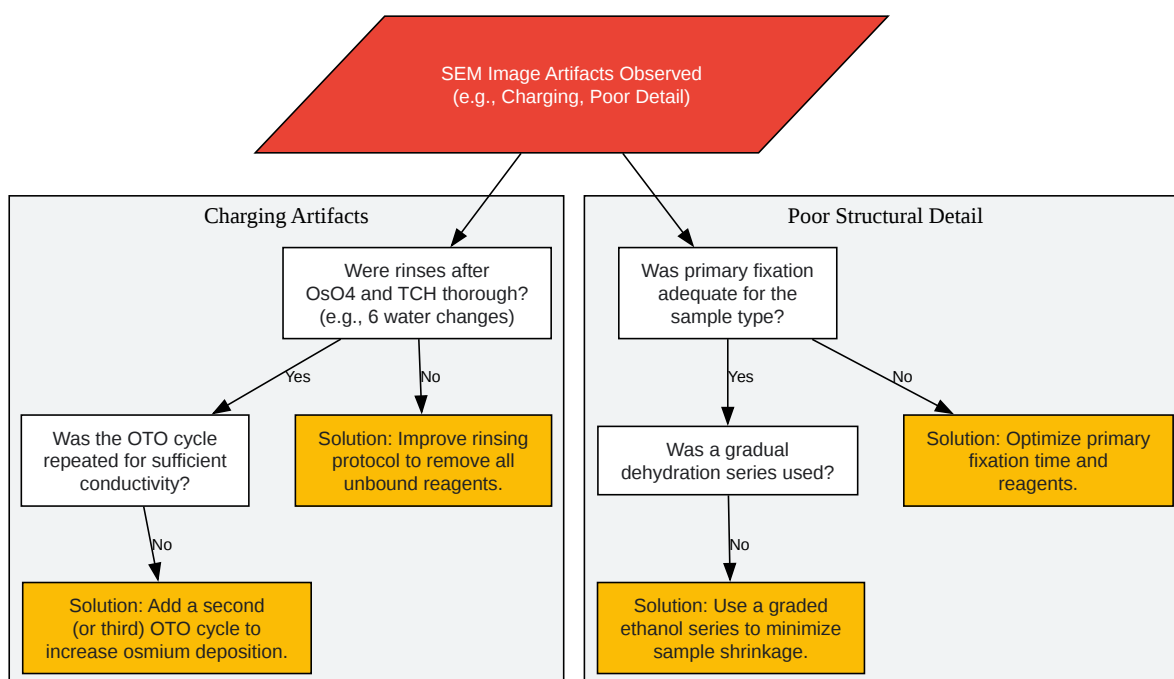 SEM Image Artifacts Observed
(e.g., Charging, Poor Detail)
Charging Artifacts
Were rinses after
OsO4 and TCH thorough?
(e.g., 6 water changes)
Yes
No
Was the OTO cycle
repeated for sufficient
conductivity?
Solution: Improve rinsing
protocol to remove all
unbound reagents.
No
Solution: Add a second
(or third) OTO cycle to
increase osmium deposition.
Poor Structural Detail
Was primary fixation
adequate for the
sample type?
Yes
No
Was a gradual
dehydration series used?
Solution: Optimize primary
fixation time and
reagents.
No
Solution: Use a graded
ethanol series to minimize
sample shrinkage.